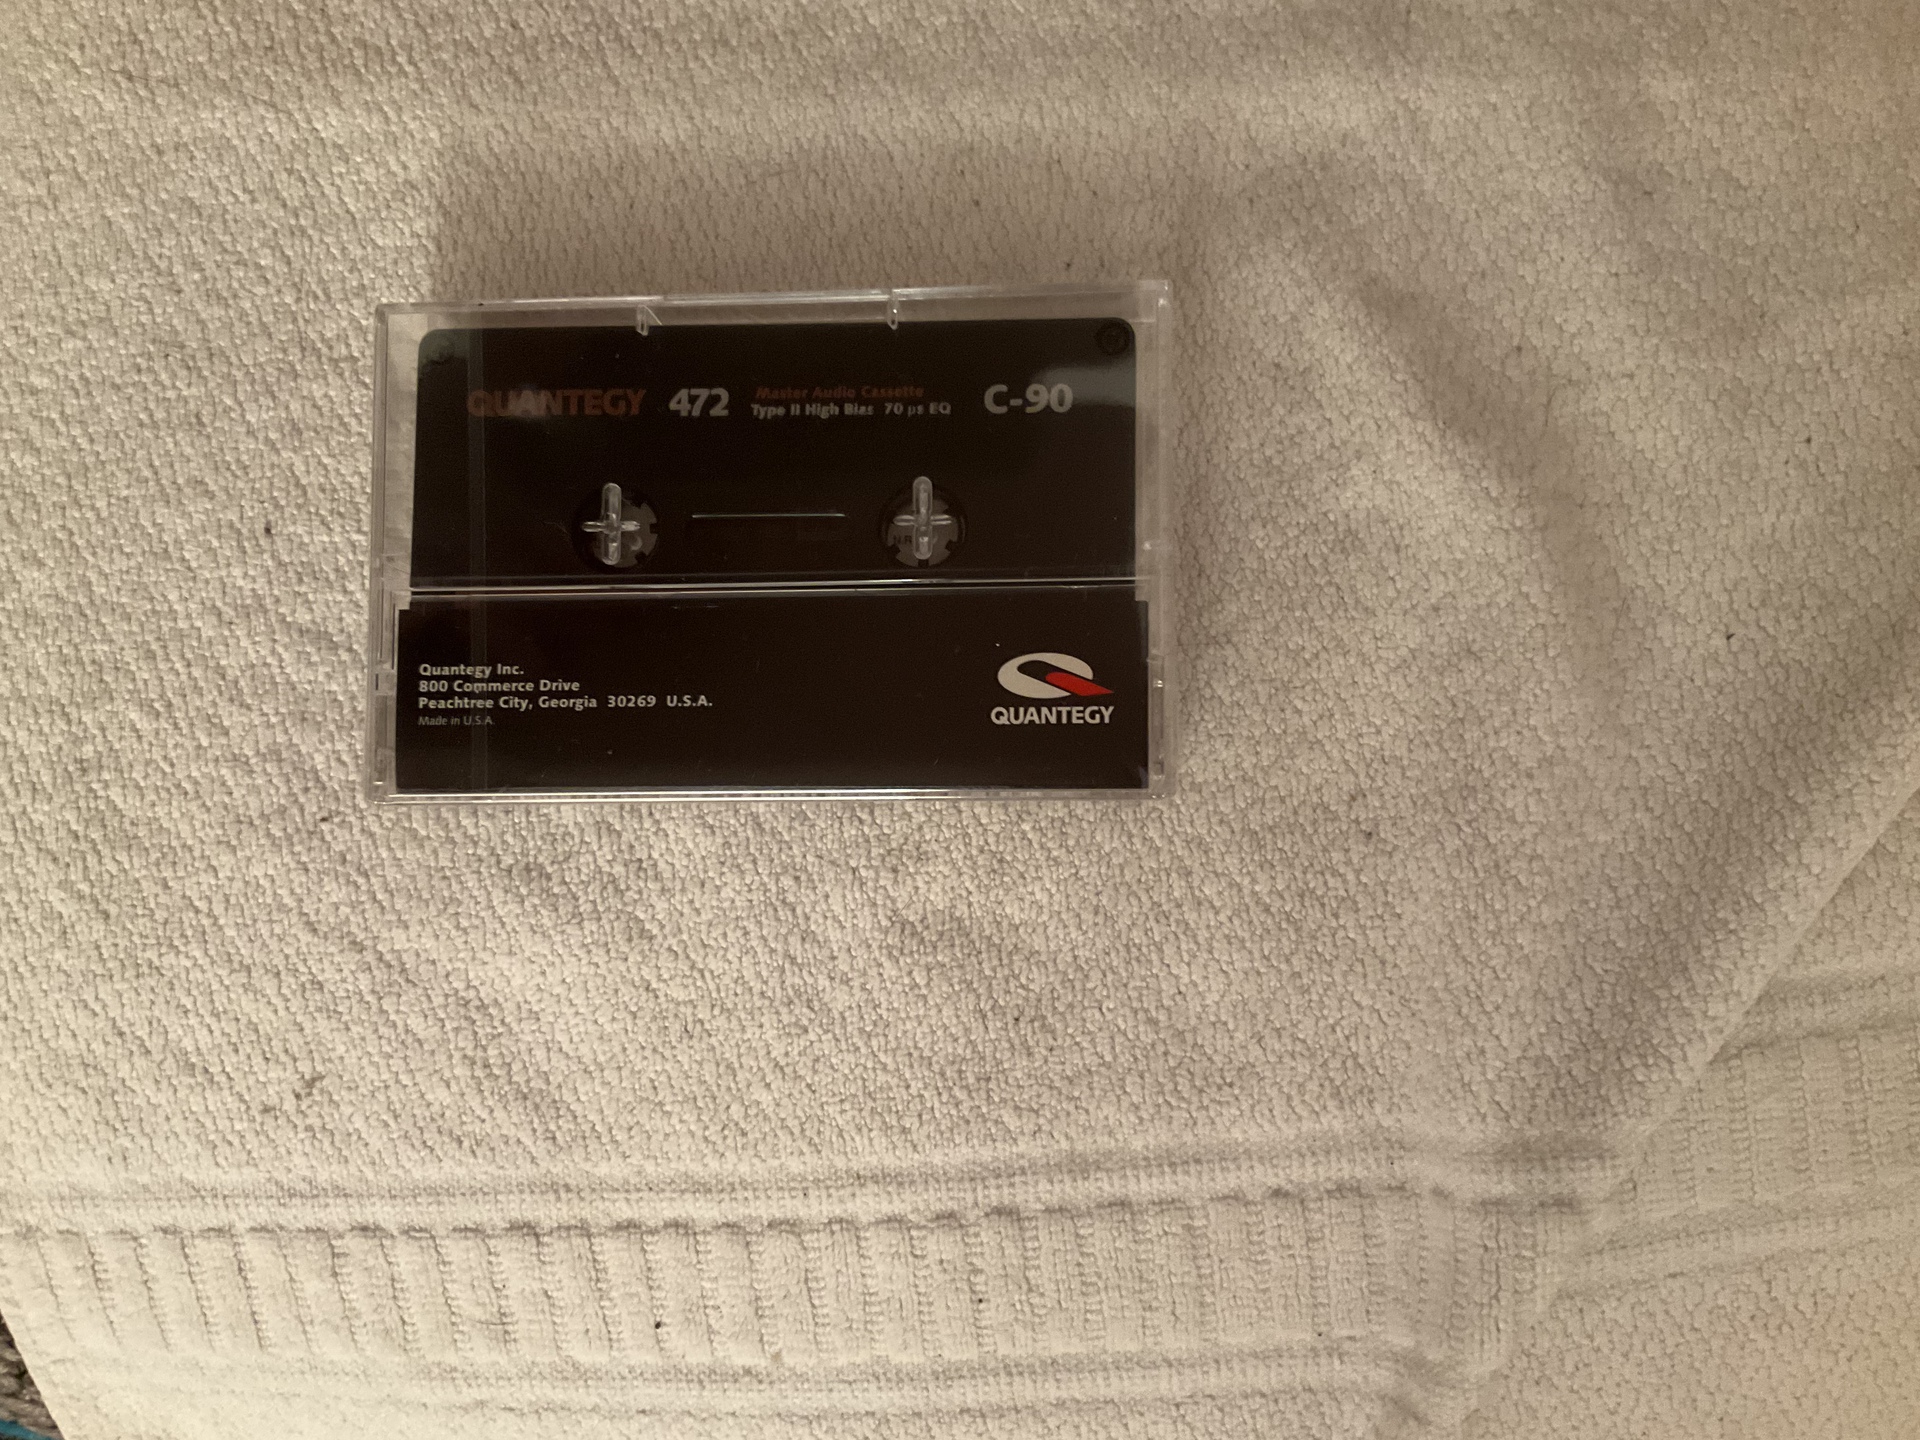 QUANTEGY 472 Master Audio Cassette C-90
Type II High Bias 70 µs EQ
Quantegy Inc.
800 Commerce Drive
Peachtree City, Georgia 30269 U.S.A.
Made in U.S.A.
QUANTEGY